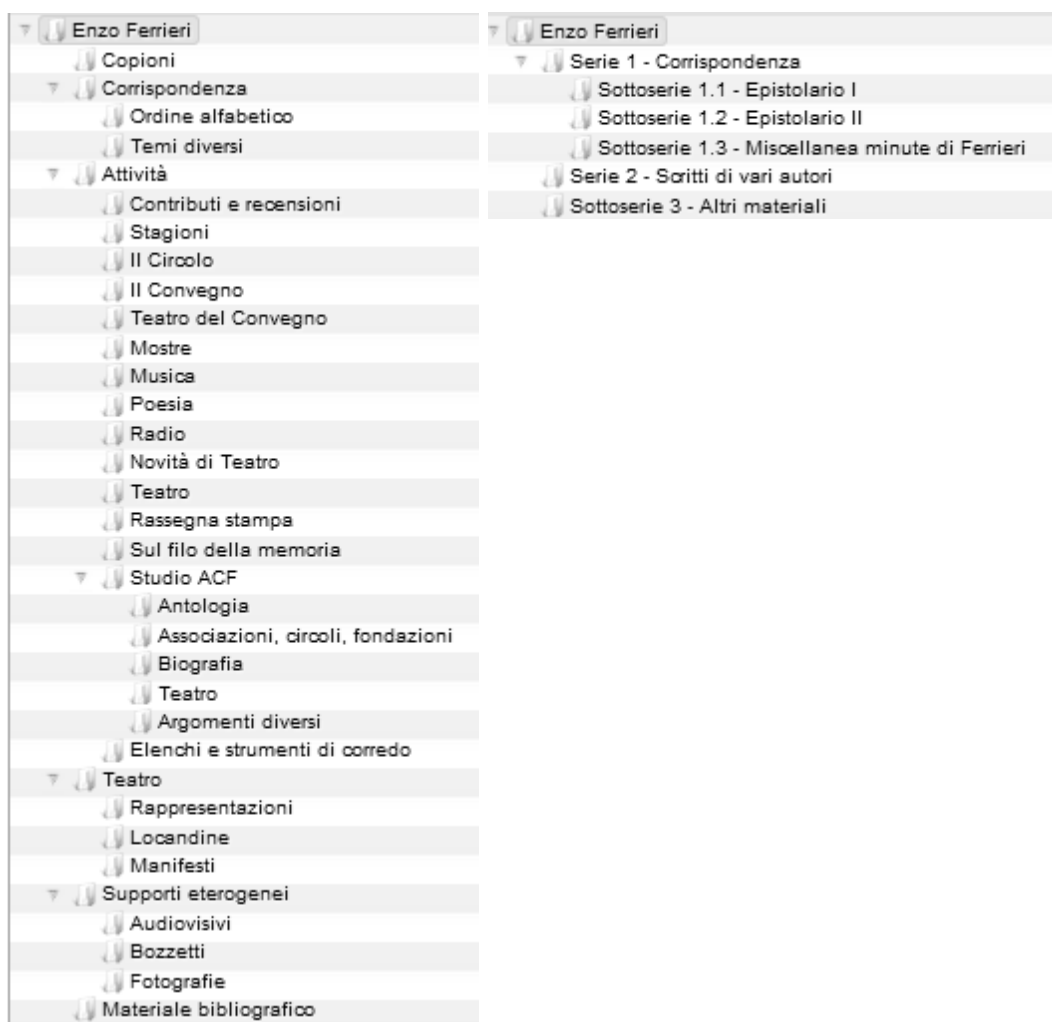 Enzo Ferrieri
Copioni
Corrispondenza
Ordine alfabetico
Temi diversi
Attività
Contributi e recensioni
Stagioni
Il Circolo
Il Convegno
Teatro del Convegno
Mostre
Musica
Poesia
Radio
Novità di Teatro
Teatro
Rassegna stampa
Sul filo della memoria
Studio ACF
Antologia
Associazioni, circoli, fondazioni
Biografia
Teatro
Argomenti diversi
Elenchi e strumenti di corredo
Teatro
Rappresentazioni
Locandine
Manifesti
Supporti eterogenei
Audiovisivi
Bozzetti
Fotografie
Materiale bibliografico
Enzo Ferrieri
Serie 1 - Corrispondenza
Sottoserie 1.1 - Epistolario I
Sottoserie 1.2 - Epistolario II
Sottoserie 1.3 - Miscellanea minute di Ferrieri
Serie 2 - Scritti di vari autori
Sottoserie 3 - Altri materiali